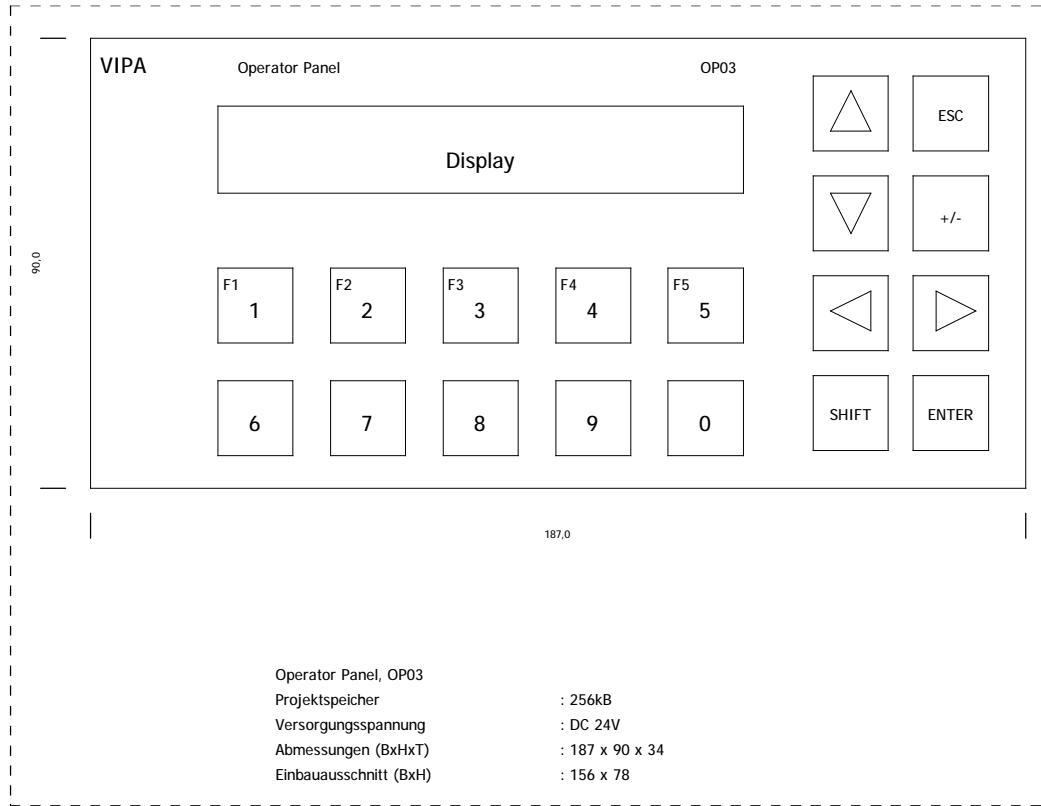 VIPA Operator Panel OP03
ESC
Display
+/-
90,0
F1 F2 F3 F4 F5
1 2 3 4 5
6 7 8 9 0
SHIFT ENTER
187,0
Operator Panel, OP03
Projektspeicher : 256kB
Versorgungsspannung : DC 24V
Abmessungen (BxHxT) : 187 x 90 x 34
Einbauausschnitt (BxH) : 156 x 78